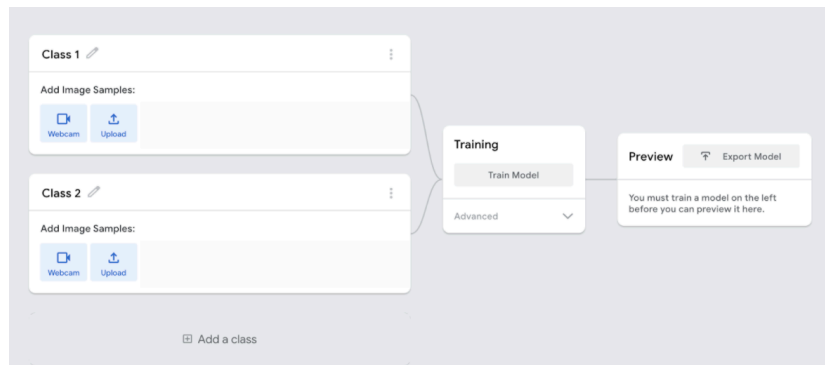 Class 1
Add Image Samples:
Webcam
Upload
Class 2
Add Image Samples:
Webcam
Upload
Add a class
Training
Train Model
Advanced
Preview
Export Model
You must train a model on the left
before you can preview it here.